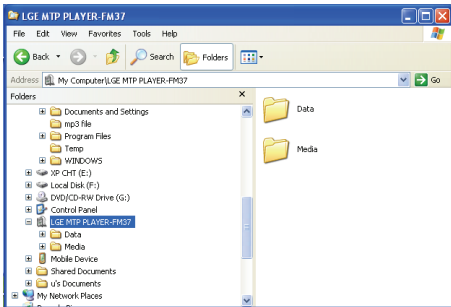 LGE MTP PLAYER-FM37
File Edit View Favorites Tools Help
Back Search Folders
Address My Computer\LGE MTP PLAYER-FM37 Go
Folders
Documents and Settings
mp3 file
Program Files
Temp
WINDOWS
XP CHT (E:)
Local Disk (F:)
DVD/CD-RW Drive (G:)
Control Panel
LGE MTP PLAYER-FM37
Data
Media
Mobile Device
Shared Documents
u's Documents
My Network Places
Data
Media